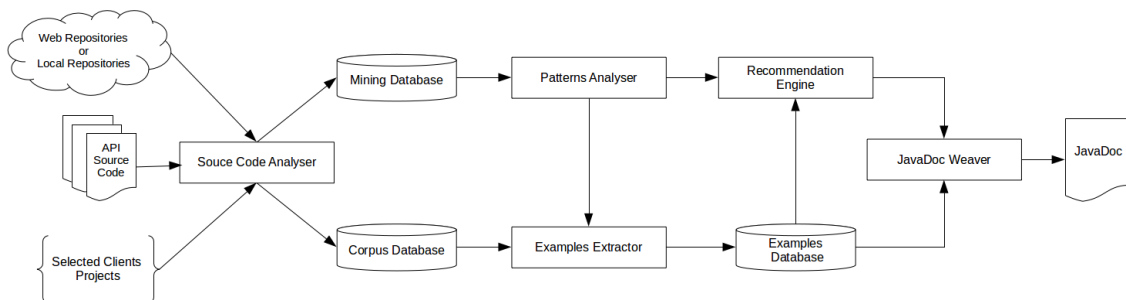 Web Repositories
or
Local Repositories
API
Source
Code
Selected Clients
Projects
Souce Code Analyser
Mining Database
Corpus Database
Patterns Analyser
Examples Extractor
Recommendation
Engine
Examples
Database
JavaDoc Weaver
JavaDoc